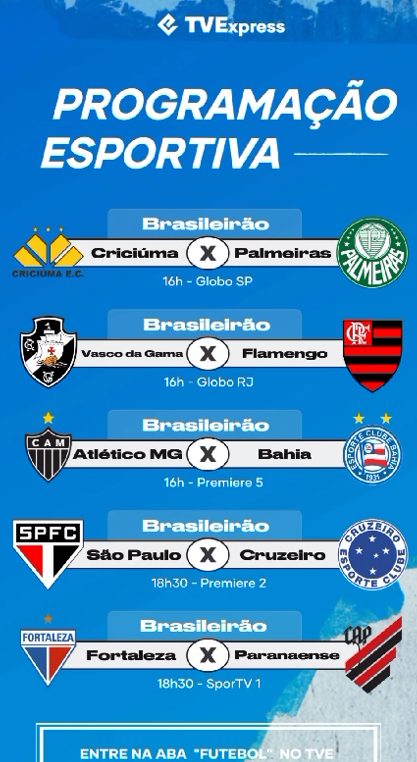 TVExpress
PROGRAMAÇÃO
ESPORTIVA
Brasileirão
Criciúma X Palmeiras
CRICIÚMA E.C.
PALMEIRAS
16h - Globo SP
Brasileirão
Vasco da Gama X Flamengo
16h - Globo RJ
Brasileirão
CAM
Atlético MG X Bahia
ESPORTE CLUBE BAHIA
1931
16h - Premiere 5
Brasileirão
SPFC
São Paulo X Cruzeiro
CRUZEIRO ESPORTE CLUBE
18h30 - Premiere 2
Brasileirão
FORTALEZA
Fortaleza X Paranaense
CAP
18h30 - SporTV 1
ENTRE NA ABA "FUTEBOL" NO TVE